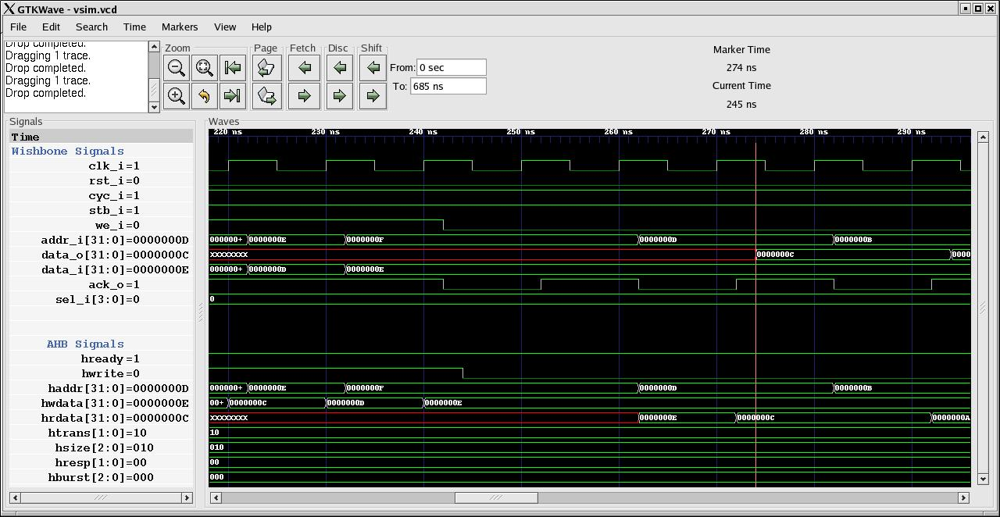 GTKWave - vsim.vcd
File Edit Search Time Markers View Help
Drop completed.
Dragging 1 trace.
Drop completed.
Dragging 1 trace.
Drop completed.
Zoom Page Fetch Disc Shift
From: 0 sec
To: 685 ns
Marker Time
274 ns
Current Time
245 ns
Signals
Waves
Time
220 ns 230 ns 240 ns 250 ns 260 ns 270 ns 280 ns 290 ns
Wishbone Signals
clk_i=1
rst_i=0
cyc_i=1
stb_i=1
we_i=0
addr_i[31:0]=0000000D 000000+ 0000000E 0000000F 0000000D 0000000B
data_o[31:0]=0000000C xxxxxxxx 0000000C 0000
data_i[31:0]=0000000E 000000+ 0000000D 0000000E
ack_o=1
sel_i[3:0]=0 0
AHB Signals
hready=1
hwrite=0
haddr[31:0]=0000000D 000000+ 0000000E 0000000F 0000000D 0000000B
hwdata[31:0]=0000000E 00+ 0000000C 0000000D 0000000E
hrdata[31:0]=0000000C xxxxxxxx 0000000E 0000000C 0000000A
htrans[1:0]=10 10
hsize[2:0]=010 010
hresp[1:0]=00 00
hburst[2:0]=000 000